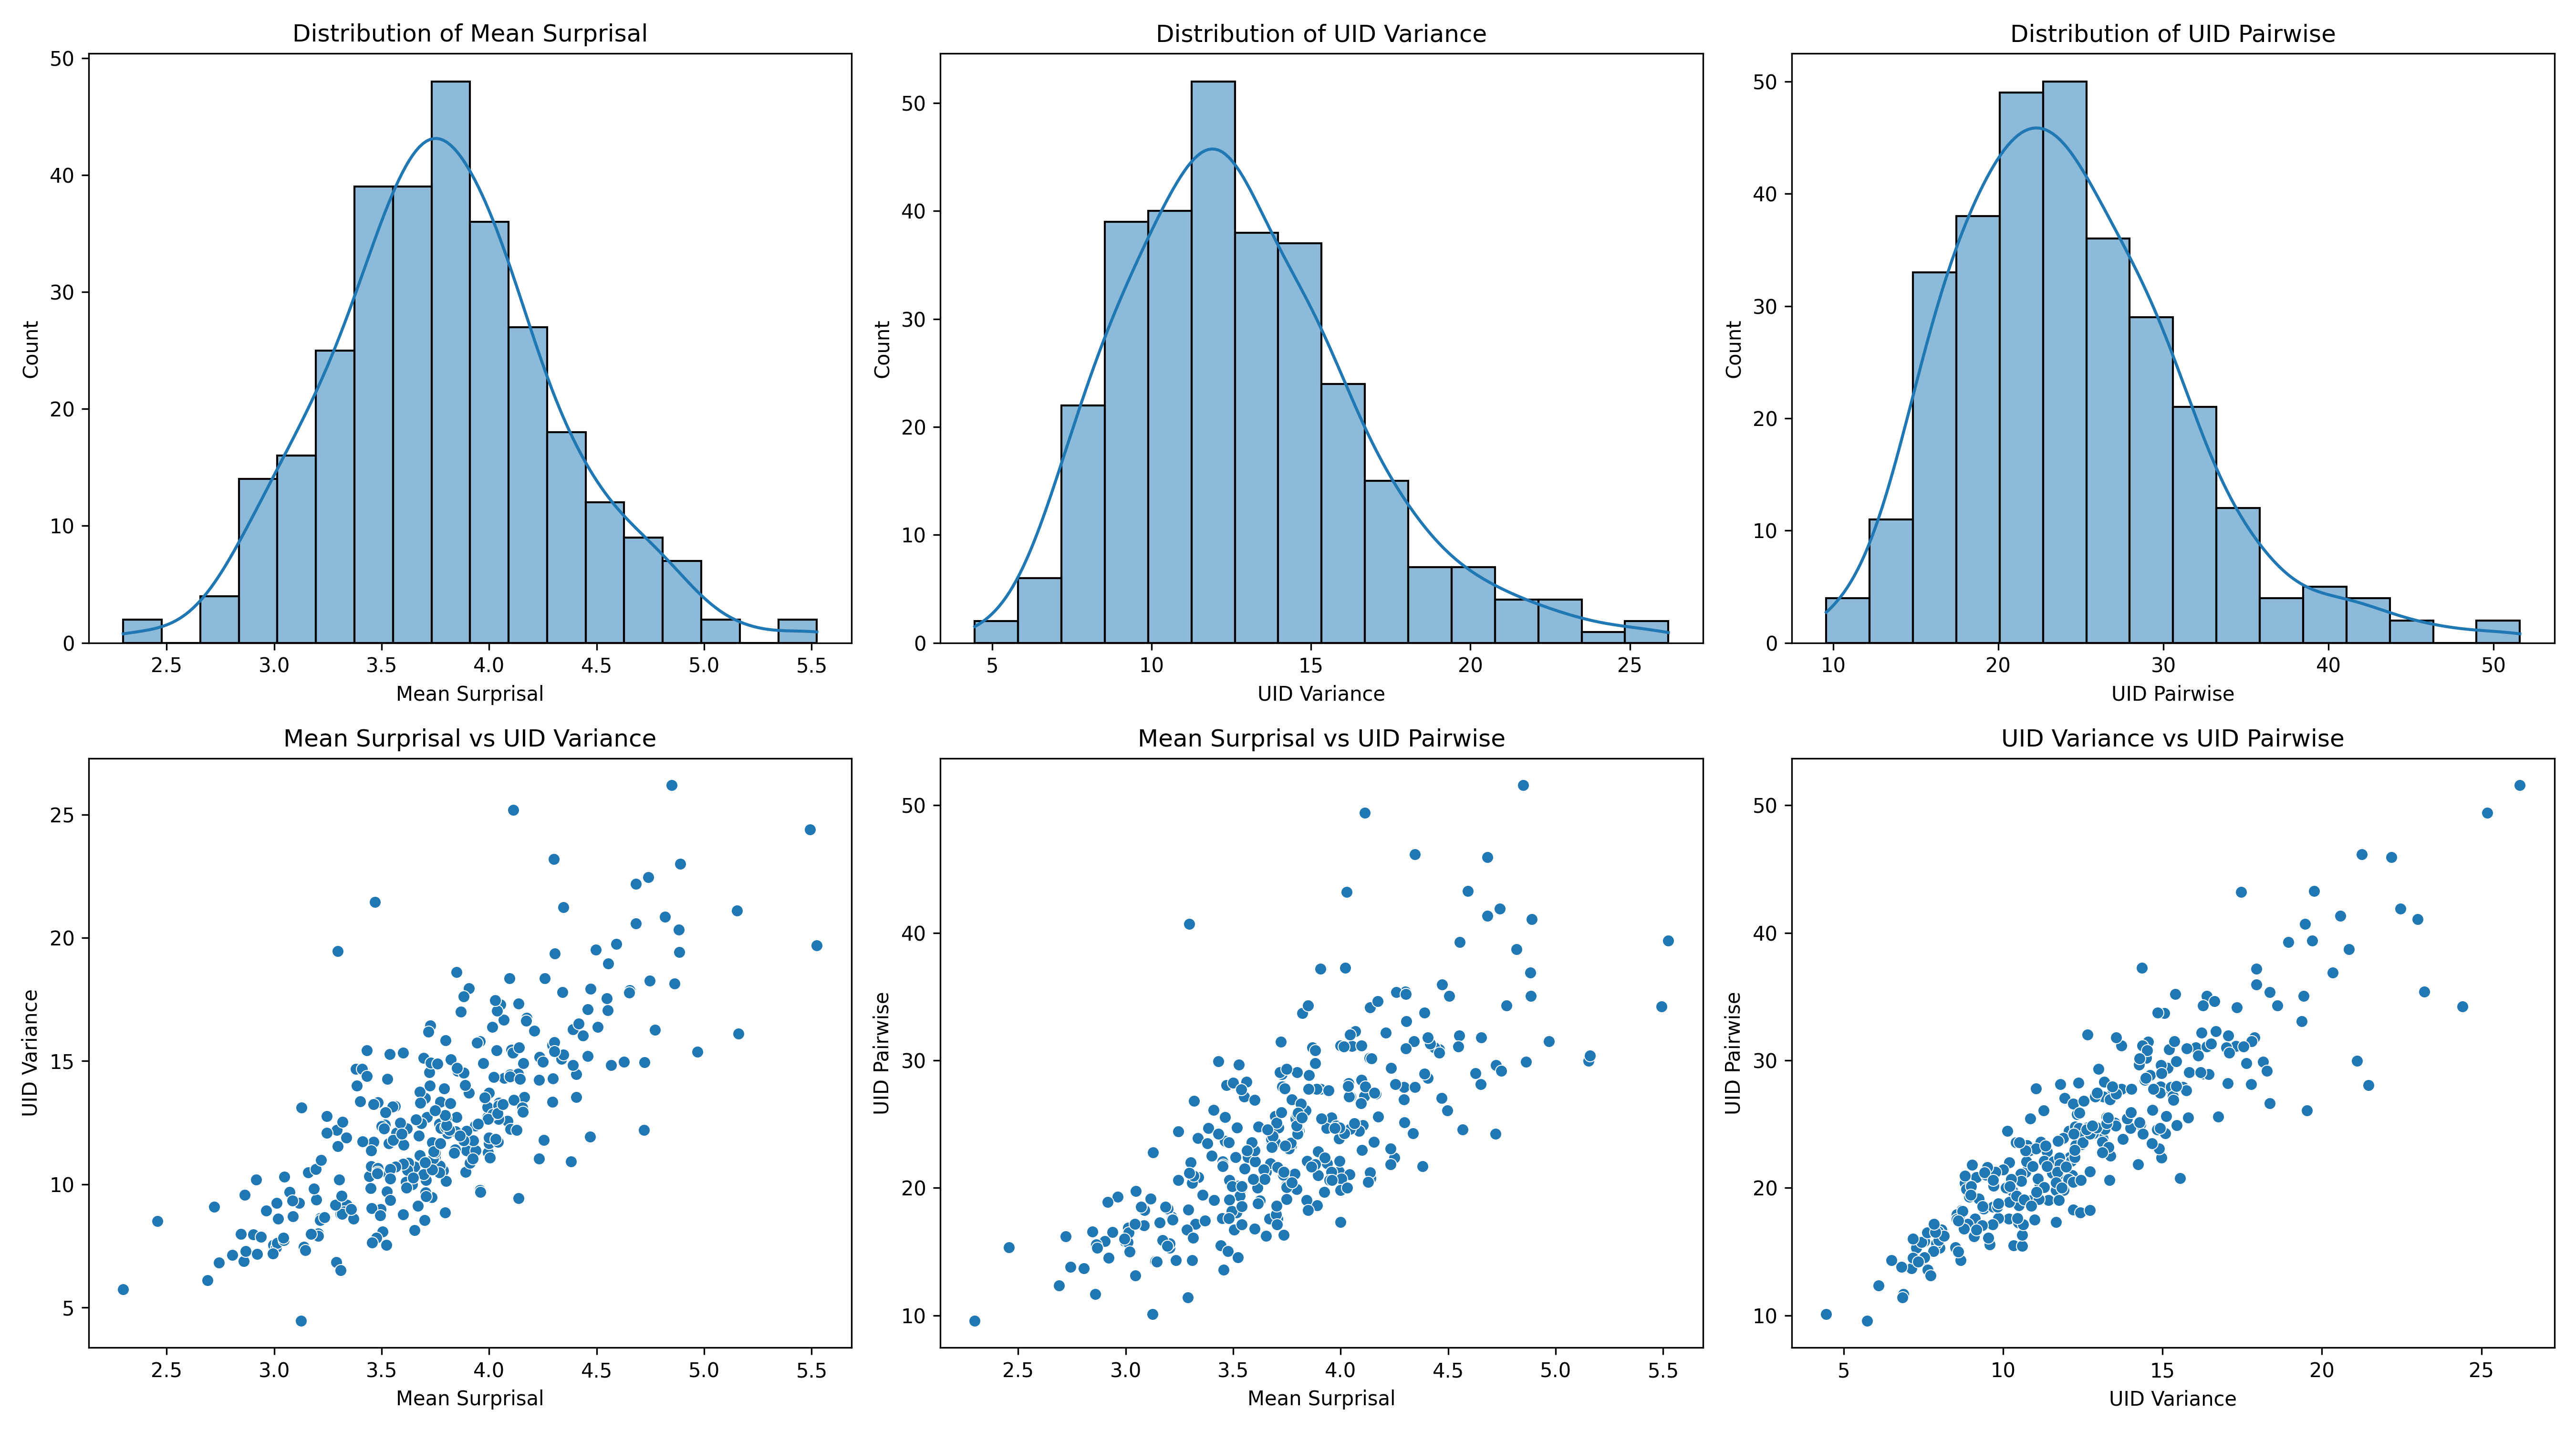 Distribution of Mean Surprisal
50
40
30
20
10
0
Count
2.5 3.0 3.5 4.0 4.5 5.0 5.5
Mean Surprisal
Distribution of UID Variance
50
40
30
20
10
0
Count
5 10 15 20 25
UID Variance
Distribution of UID Pairwise
50
40
30
20
10
0
Count
10 20 30 40 50
UID Pairwise
Mean Surprisal vs UID Variance
25
20
15
10
5
UID Variance
2.5 3.0 3.5 4.0 4.5 5.0 5.5
Mean Surprisal
Mean Surprisal vs UID Pairwise
50
40
30
20
10
UID Pairwise
2.5 3.0 3.5 4.0 4.5 5.0 5.5
Mean Surprisal
UID Variance vs UID Pairwise
50
40
30
20
10
UID Pairwise
5 10 15 20 25
UID Variance